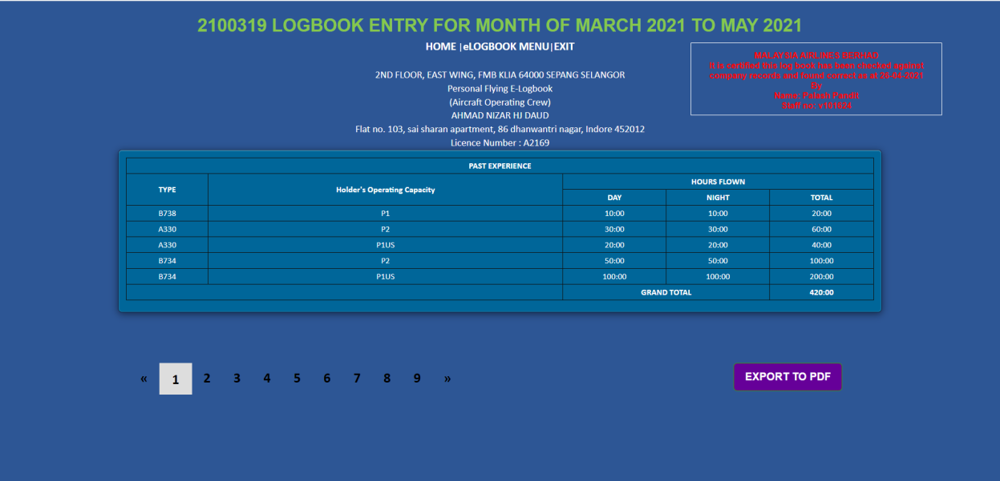 2100319 LOGBOOK ENTRY FOR MONTH OF MARCH 2021 TO MAY 2021
HOME |eLOGBOOK MENU|EXIT
MALAYSIA AIRLINES BERHAD
It is certified this log book has been checked against
company records and found correct as at 20-04-2021
By
Name: Palash Pandit
Staff no: v101824
2ND FLOOR, EAST WING, FMB KLIA 64000 SEPANG SELANGOR
Personal Flying E-Logbook
(Aircraft Operating Crew)
AHMAD NIZAR HJ DAUD
Flat no. 103, sai sharan apartment, 86 dhanwantri nagar, Indore 452012
Licence Number : A2169
PAST EXPERIENCE
TYPE Holder's Operating Capacity HOURS FLOWN
DAY NIGHT TOTAL
B738 P1 10:00 10:00 20:00
A330 P2 30:00 30:00 60:00
A330 P1US 20:00 20:00 40:00
B734 P2 50:00 50:00 100:00
B734 P1US 100:00 100:00 200:00
GRAND TOTAL 420:00
« 1 2 3 4 5 6 7 8 9 »
EXPORT TO PDF